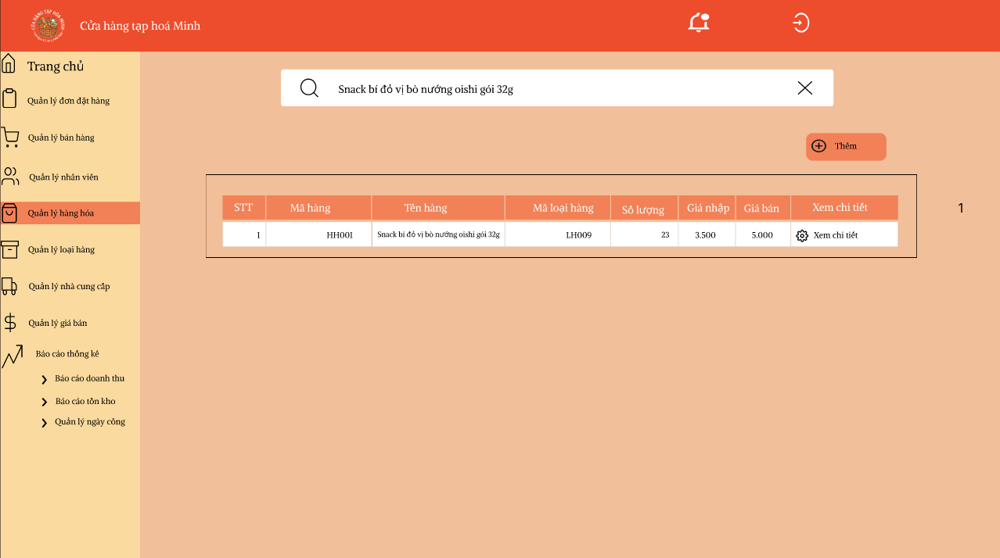 CỬA HÀNG TẠP HOÁ MINH
Cửa hàng tạp hoá Minh
Trang chủ
Quản lý đơn đặt hàng
Quản lý bán hàng
Quản lý nhân viên
Quản lý hàng hóa
Quản lý loại hàng
Quản lý nhà cung cấp
Quản lý giá bán
Báo cáo thống kê
Báo cáo doanh thu
Báo cáo tồn kho
Quản lý ngày công
Snack bí đỏ vị bò nướng oishi gói 32g
Thêm
STT Mã hàng Tên hàng Mã loại hàng Số lượng Giá nhập Giá bán Xem chi tiết
1 HH001 Snack bí đỏ vị bò nướng oishi gói 32g LH009 23 3.500 5.000 Xem chi tiết
1